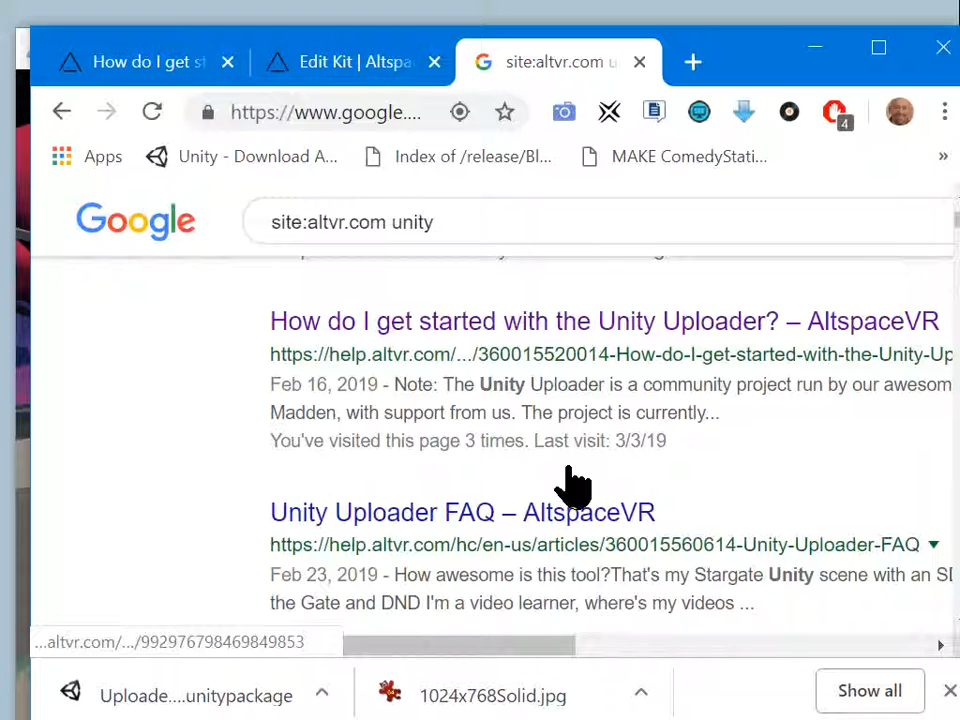 How do I get st
Edit Kit | Altspa
site:altvr.com u
https://www.google....
4
Apps
Unity - Download A...
Index of /release/Bl...
MAKE ComedyStati...
»
Google
site:altvr.com unity
How do I get started with the Unity Uploader? – AltspaceVR
https://help.altvr.com/.../360015520014-How-do-I-get-started-with-the-Unity-Up
Feb 16, 2019 - Note: The Unity Uploader is a community project run by our awesom
Madden, with support from us. The project is currently...
You've visited this page 3 times. Last visit: 3/3/19
Unity Uploader FAQ – AltspaceVR
https://help.altvr.com/hc/en-us/articles/360015560614-Unity-Uploader-FAQ
Feb 23, 2019 - How awesome is this tool?That's my Stargate Unity scene with an SD
the Gate and DND I'm a video learner, where's my videos ...
...altvr.com/.../992976798469849853
Uploade....unitypackage
1024x768Solid.jpg
Show all